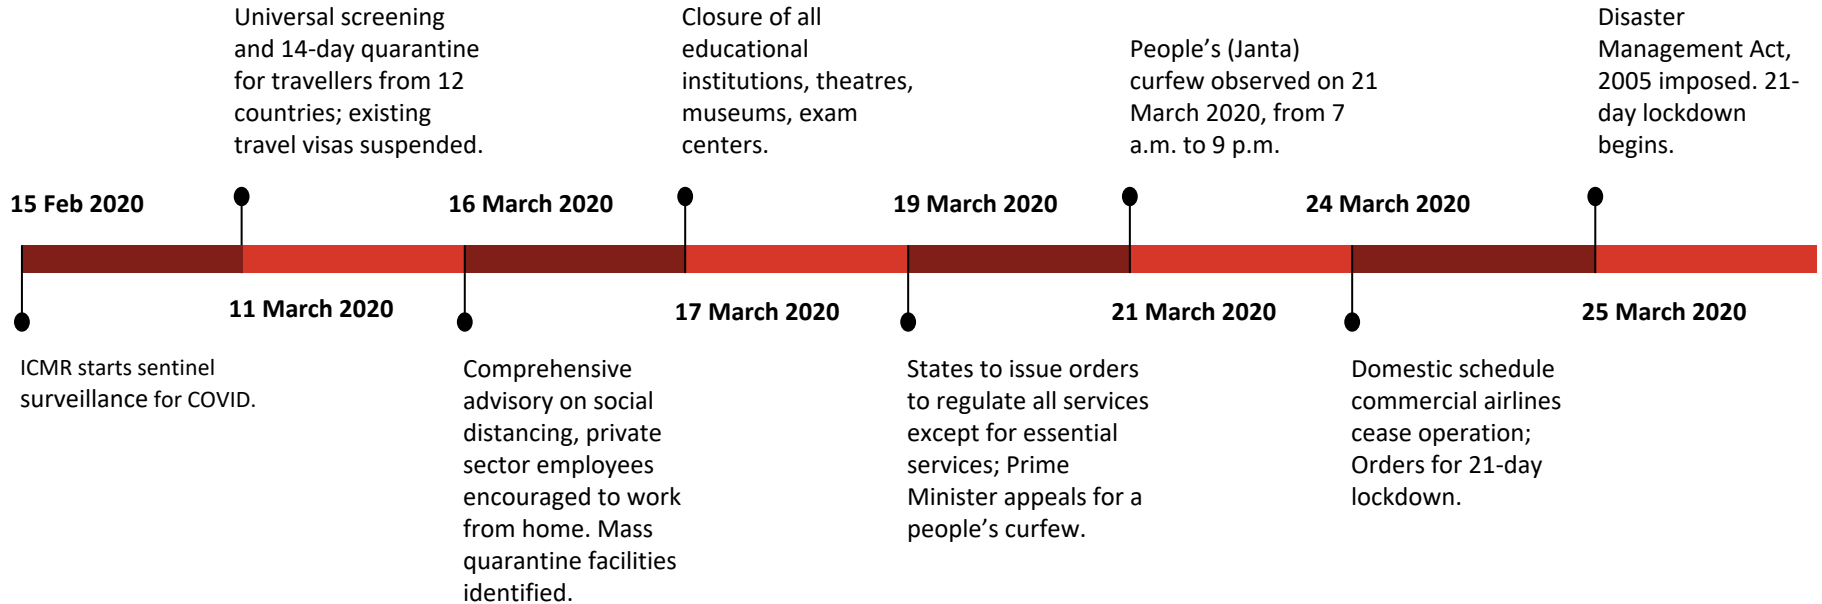 Universal screening
and 14-day quarantine
for travellers from 12
countries; existing
travel visas suspended.
Closure of all
educational
institutions, theatres,
museums, exam
centers.
People’s (Janta)
curfew observed on 21
March 2020, from 7
a.m. to 9 p.m.
Disaster
Management Act,
2005 imposed. 21-
day lockdown
begins.
15 Feb 2020
16 March 2020
19 March 2020
24 March 2020
11 March 2020
17 March 2020
21 March 2020
25 March 2020
ICMR starts sentinel
surveillance for COVID.
Comprehensive
advisory on social
distancing, private
sector employees
encouraged to work
from home. Mass
quarantine facilities
identified.
States to issue orders
to regulate all services
except for essential
services; Prime
Minister appeals for a
people’s curfew.
Domestic schedule
commercial airlines
cease operation;
Orders for 21-day
lockdown.